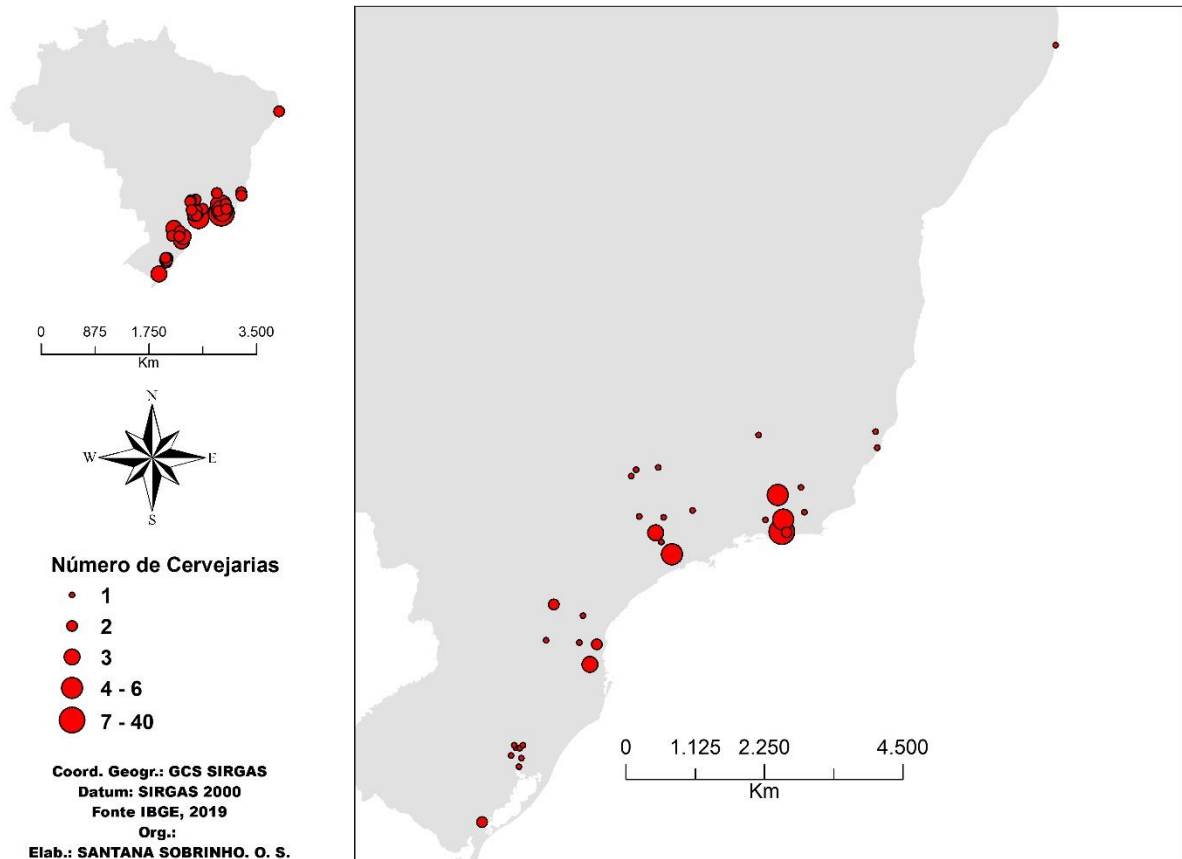 0 875 1.750 3.500
Km
N
W E
S
Número de Cervejarias
1
2
3
4 - 6
7 - 40
Coord. Geogr.: GCS SIRGAS
Datum: SIRGAS 2000
Fonte IBGE, 2019
Org.:
Elab.: SANTANA SOBRINHO. O. S.
0 1.125 2.250 4.500
Km